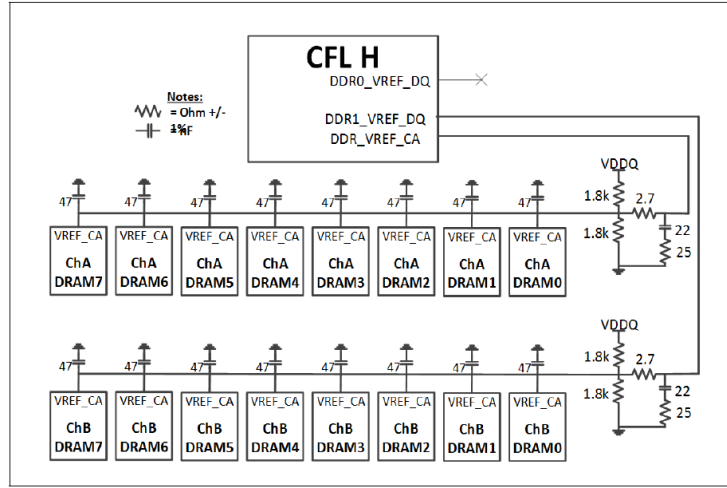 CFL H
DDR0_VREF_DQ
DDR1_VREF_DQ
DDR_VREF_CA
Notes:
= Ohm +/-
1%
= nF
VDDQ
47 47 47 47 47 47 47 47 1.8k 2.7
1.8k 22
25
VREF_CA VREF_CA VREF_CA VREF_CA VREF_CA VREF_CA VREF_CA VREF_CA
ChA ChA ChA ChA ChA ChA ChA ChA
DRAM7 DRAM6 DRAM5 DRAM4 DRAM3 DRAM2 DRAM1 DRAM0
VDDQ
47 47 47 47 47 47 47 47 1.8k 2.7
1.8k 22
25
VREF_CA VREF_CA VREF_CA VREF_CA VREF_CA VREF_CA VREF_CA VREF_CA
ChB ChB ChB ChB ChB ChB ChB ChB
DRAM7 DRAM6 DRAM5 DRAM4 DRAM3 DRAM2 DRAM1 DRAM0